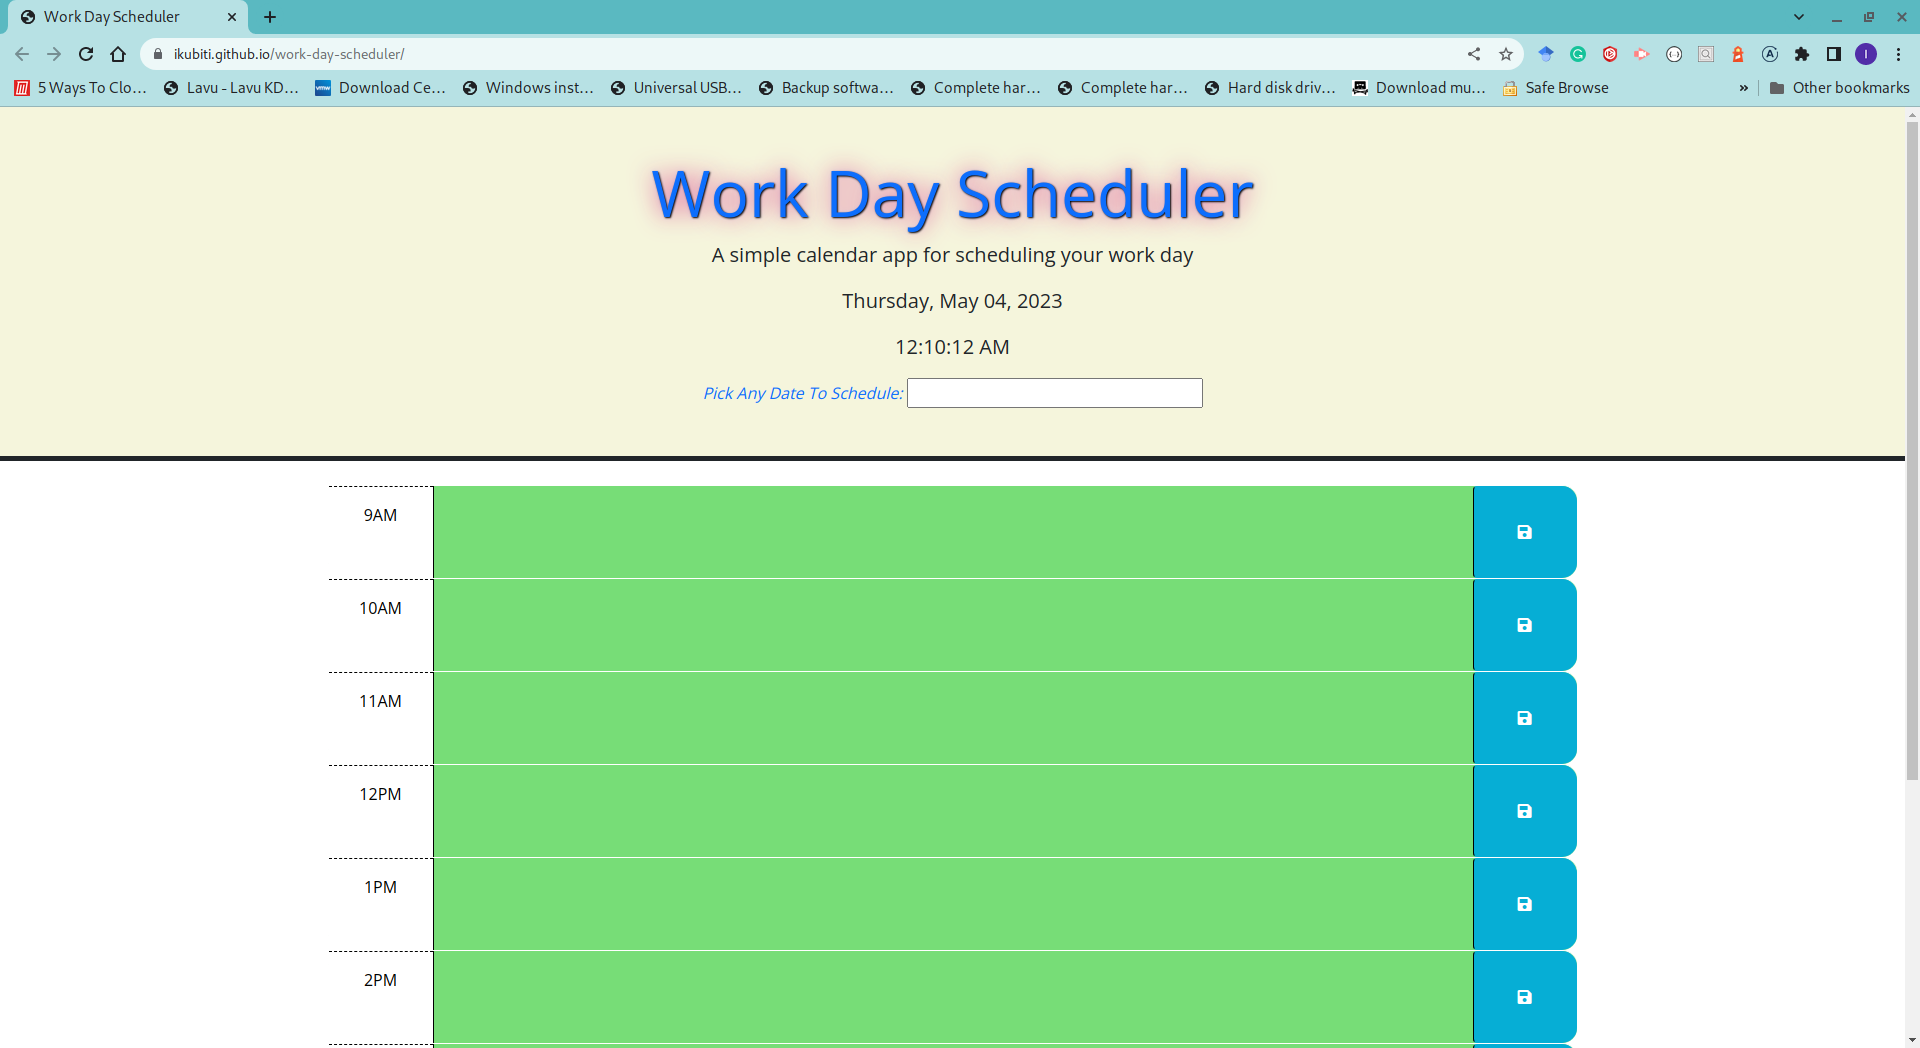 Work Day Scheduler
ikubiti.github.io/work-day-scheduler/
5 Ways To Clo... Lavu - Lavu KD... vmw Download Ce... Windows inst... Universal USB... Backup softwa... Complete har... Complete har... Hard disk driv... Download mu... Safe Browse » Other bookmarks
Work Day Scheduler
A simple calendar app for scheduling your work day
Thursday, May 04, 2023
12:10:12 AM
Pick Any Date To Schedule:
9AM
10AM
11AM
12PM
1PM
2PM